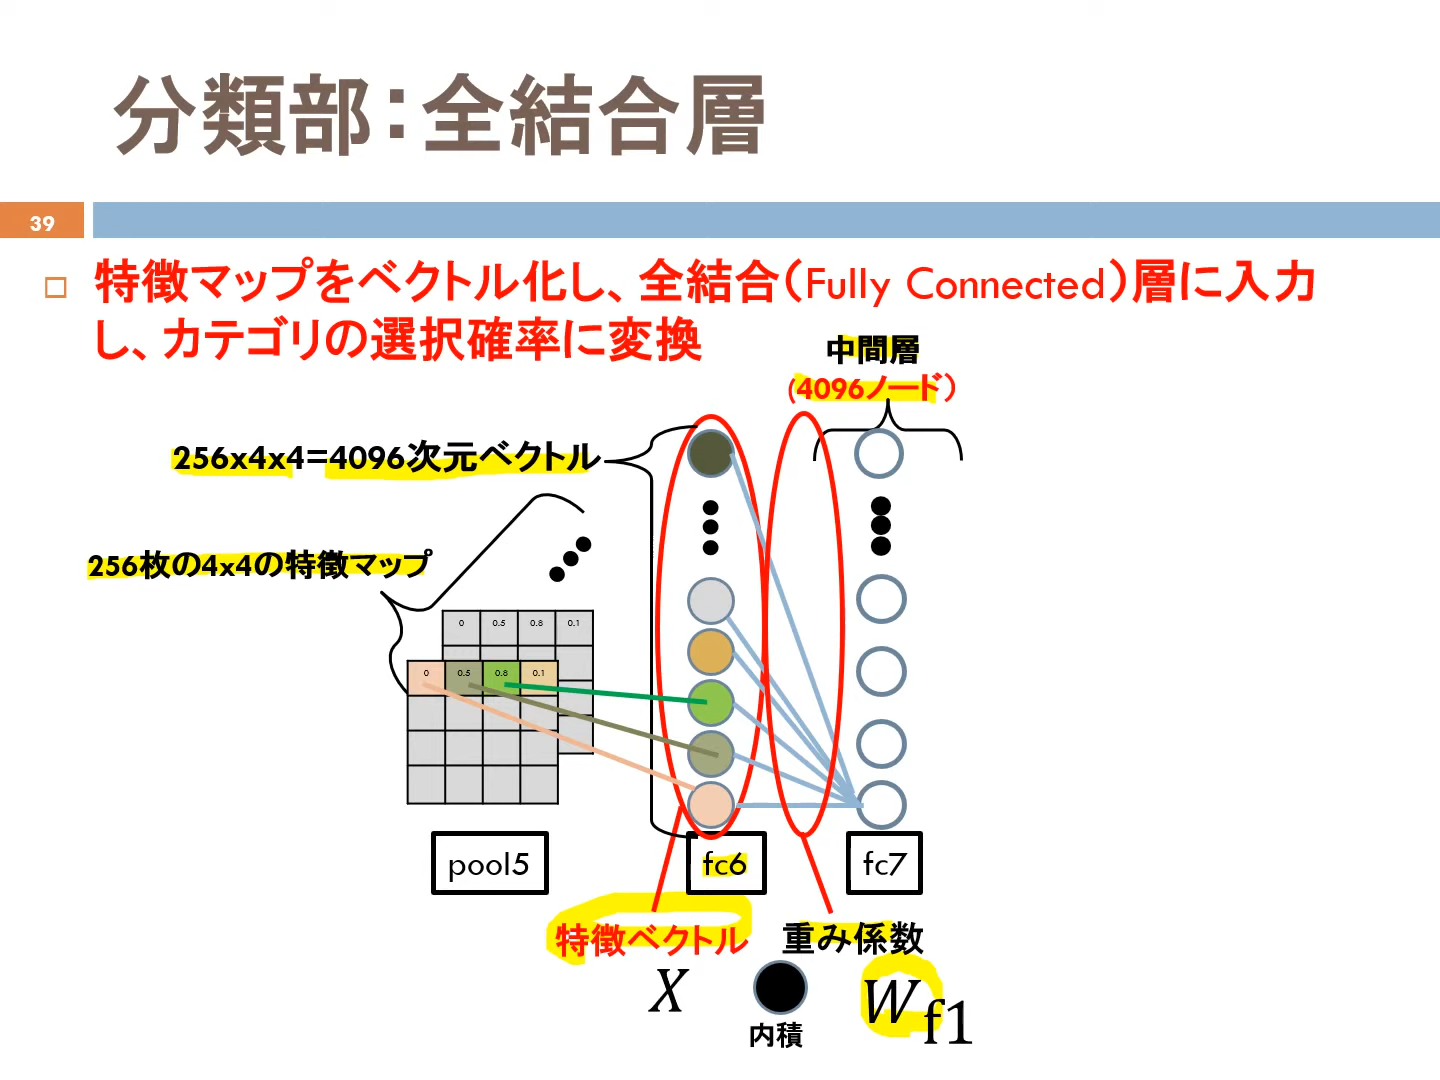 分類部：全結合層
39
特徴マップをベクトル化し、全結合（Fully Connected）層に入力
し、カテゴリの選択確率に変換
中間層
(4096ノード）
256x4x4=4096次元ベクトル
256枚の4x4の特徴マップ
0 0.5 0.8 0.1
0 0.5 0.8 0.1
pool5
fc6
fc7
特徴ベクトル
重み係数
X
W f1
内積